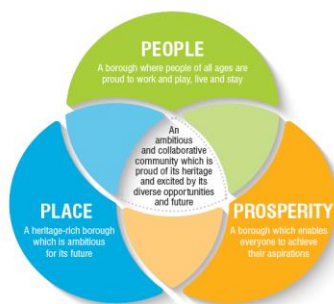 PEOPLE
A borough where people of all ages are
proud to work and play, live and stay
An
ambitious
and collaborative
community which is
proud of its heritage
and excited by its
diverse opportunities
and future
PLACE
A heritage-rich borough
which is ambitious
for its future
PROSPERITY
A borough which enables
everyone to achieve
their aspirations